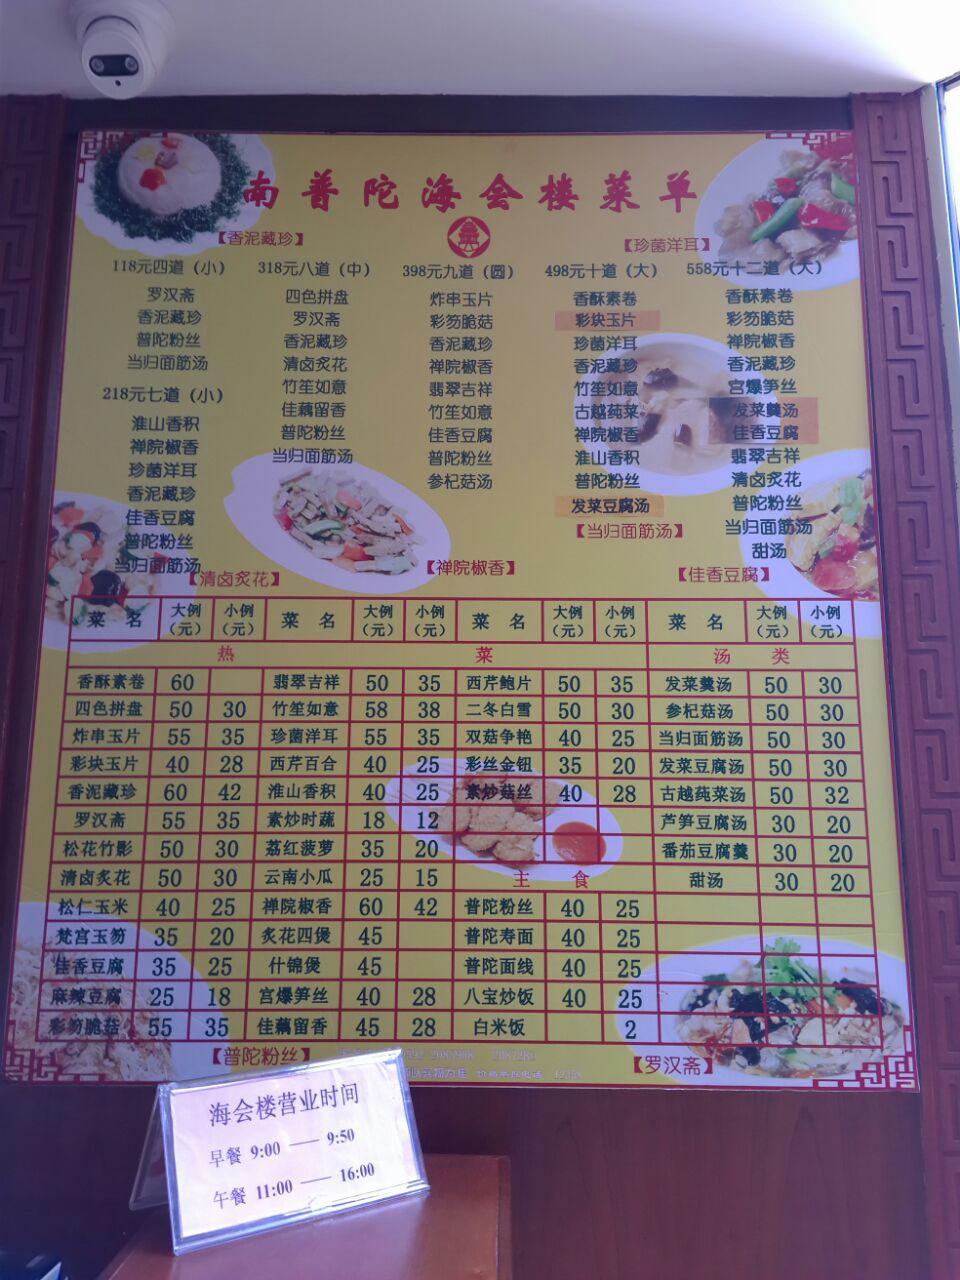 南普陀海会楼菜单
【香泥藏珍】
【珍菌洋耳】
118元四道（小）
罗汉斋
香泥藏珍
普陀粉丝
当归面筋汤
218元七道（小）
淮山香积
禅院椒香
珍菌洋耳
香泥藏珍
佳香豆腐
普陀粉丝
当归面筋汤
318元八道（中）
四色拼盘
罗汉斋
香泥藏珍
清卤炙花
竹笙如意
佳藕留香
普陀粉丝
当归面筋汤
398元九道（圆）
炸串玉片
彩笏脆菇
香泥藏珍
禅院椒香
翡翠吉祥
竹笙如意
佳香豆腐
普陀粉丝
参杞菇汤
498元十道（大）
香酥素卷
彩块玉片
珍菌洋耳
香泥藏珍
竹笙如意
古越莼菜
禅院椒香
淮山香积
普陀粉丝
发菜豆腐汤
558元十二道（大）
香酥素卷
彩笏脆菇
禅院椒香
香泥藏珍
宫爆笋丝
发菜羹汤
佳香豆腐
翡翠吉祥
清卤炙花
普陀粉丝
当归面筋汤
甜汤
【清卤炙花】
【禅院椒香】
【当归面筋汤】
【佳香豆腐】
菜 名 大例（元） 小例（元） 菜 名 大例（元） 小例（元） 菜 名 大例（元） 小例（元） 菜 名 大例（元） 小例（元）
热 菜 汤 类
香酥素卷 60 翡翠吉祥 50 35 西芹鲍片 50 35 发菜羹汤 50 30
四色拼盘 50 30 竹笙如意 58 38 二冬白雪 50 30 参杞菇汤 50 30
炸串玉片 55 35 珍菌洋耳 55 35 双菇争艳 40 25 当归面筋汤 50 30
彩块玉片 40 28 西芹百合 40 25 彩丝金钮 35 20 发菜豆腐汤 50 30
香泥藏珍 60 42 淮山香积 40 25 素炒菇丝 40 28 古越莼菜汤 50 32
罗汉斋 55 35 素炒时蔬 18 12 芦笋豆腐汤 30 20
松花竹影 50 30 荔红菠萝 35 20 番茄豆腐羹 30 20
清卤炙花 50 30 云南小瓜 25 15 主 食 甜汤 30 20
松仁玉米 40 25 禅院椒香 60 42 普陀粉丝 40 25
梵宫玉笏 35 20 炙花四煲 45 普陀寿面 40 25
佳香豆腐 35 25 什锦煲 45 普陀面线 40 25
麻辣豆腐 25 18 宫爆笋丝 40 28 八宝炒饭 40 25
彩笏脆菇 55 35 佳藕留香 45 28 白米饭 2
【普陀粉丝】
【罗汉斋】
海会楼营业时间
早餐 9:00 —— 9:50
午餐 11:00 —— 16:00